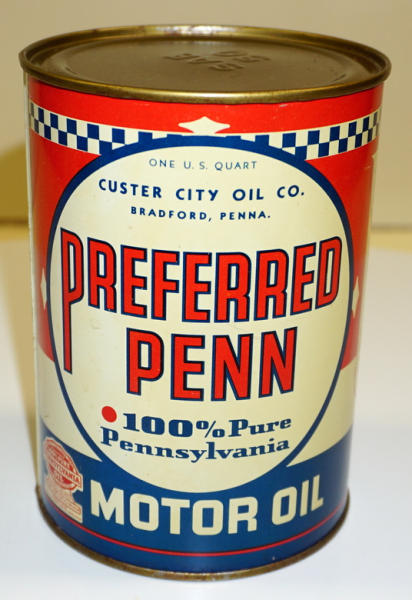 ONE U.S. QUART
CUSTER CITY OIL CO.
BRADFORD, PENNA.
PREFERRED
PENN
100% Pure
Pennsylvania
MOTOR OIL